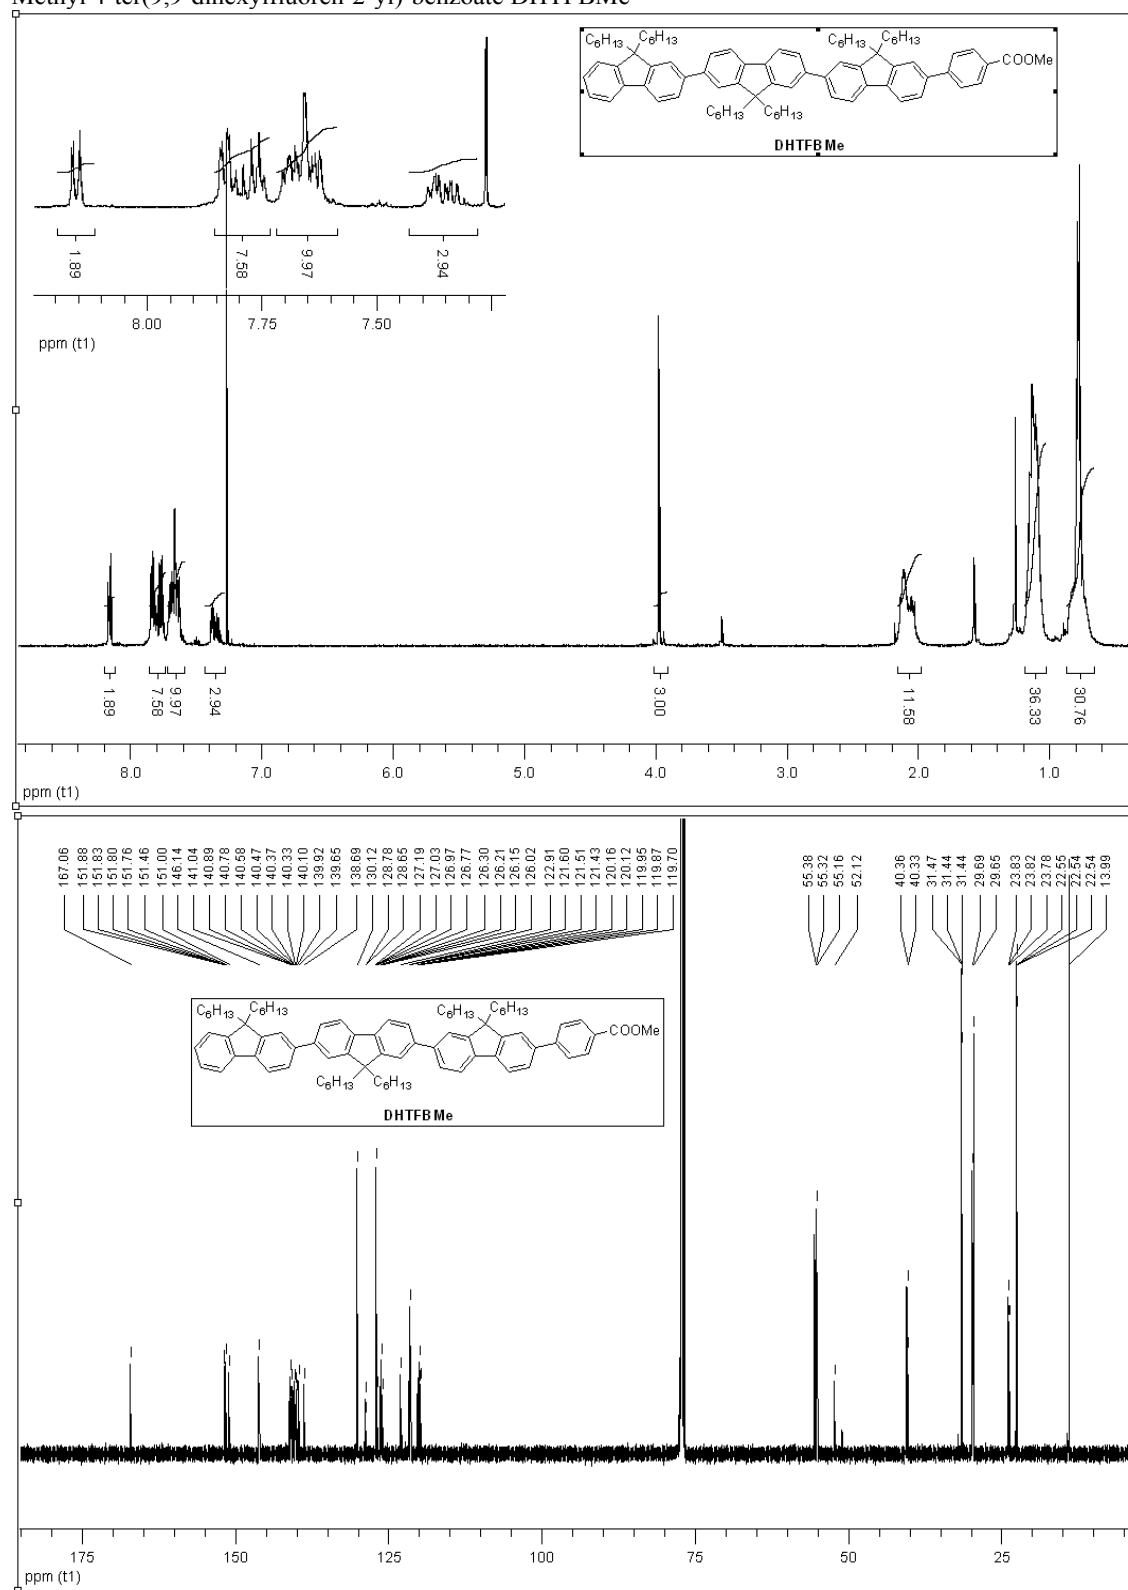 Methyl 4-ter(9,9-dihexylfluoren-2-yl)-benzoate DHTFBMe
C6H13 C6H13 C6H13 C6H13
COOMe
C6H13 C6H13
DHTFBMe
1.89 7.58 9.97 2.94
8.00 7.75 7.50
ppm (t1)
1.89 7.58 9.97 2.94 3.00 11.58 36.33 30.76
8.0 7.0 6.0 5.0 4.0 3.0 2.0 1.0
ppm (t1)
167.06 151.88 151.83 151.80 151.76 151.46 151.00 146.14 141.04 140.89 140.78 140.58 140.47 140.37 140.33 140.10 139.92 139.65 138.69 130.12 128.78 128.65 127.19 127.03 126.97 126.77 126.30 126.21 126.15 126.02 122.91 121.60 121.51 121.43 120.16 120.12 119.95 119.87 119.70 55.38 55.32 55.16 52.12 40.36 40.33 31.47 31.44 31.44 29.69 29.65 23.83 23.82 23.78 22.55 22.54 22.54 13.99
C6H13 C6H13 C6H13 C6H13
COOMe
C6H13 C6H13
DHTFBMe
175 150 125 100 75 50 25
ppm (t1)